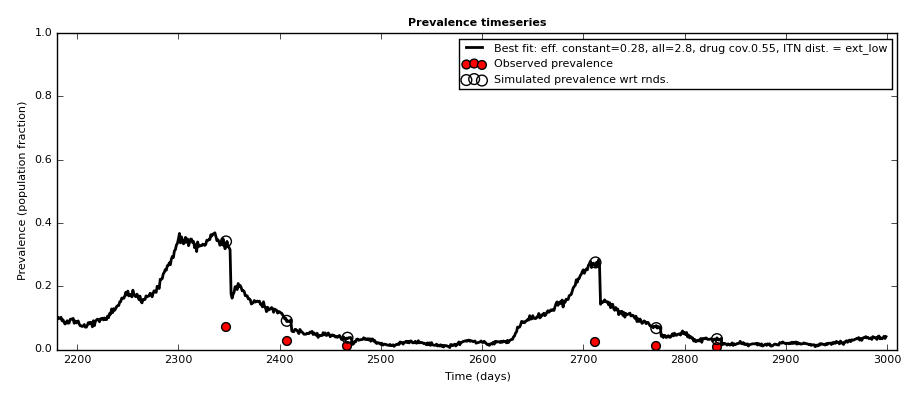 Prevalence timeseries
Best fit: eff. constant=0.28, all=2.8, drug cov.0.55, ITN dist. = ext_low
Observed prevalence
Simulated prevalence wrt rnds.
Prevalence (population fraction)
1.0
0.8
0.6
0.4
0.2
0.0
2200 2300 2400 2500 2600 2700 2800 2900 3000
Time (days)